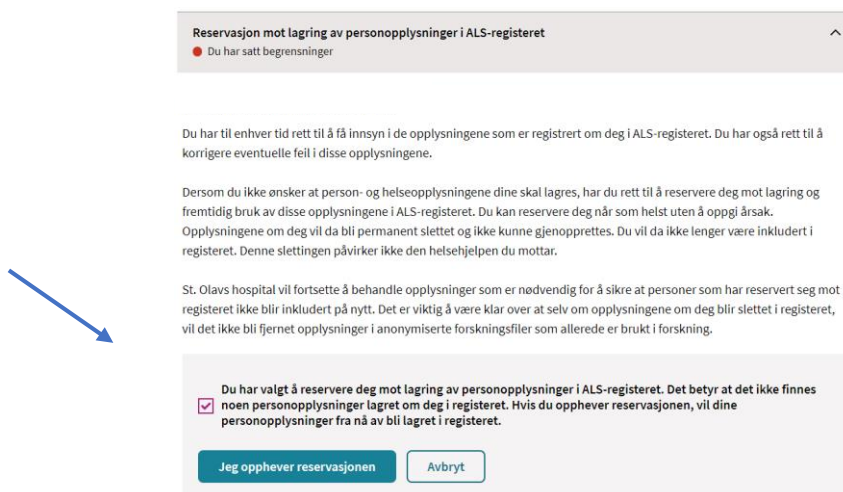 Reservasjon mot lagring av personopplysninger i ALS-registeret
Du har satt begrensninger
Du har til enhver tid rett til å få innsyn i de opplysningene som er registrert om deg i ALS-registeret. Du har også rett til å
korrigere eventuelle feil i disse opplysningene.
Dersom du ikke ønsker at person- og helseopplysningene dine skal lagres, har du rett til å reservere deg mot lagring og
fremtidig bruk av disse opplysningene i ALS-registeret. Du kan reservere deg når som helst uten å oppgi årsak.
Opplysningene om deg vil da bli permanent slettet og ikke kunne gjenopprettes. Du vil da ikke lenger være inkludert i
registeret. Denne slettingen påvirker ikke den helsehjelpen du mottar.
St. Olavs hospital vil fortsette å behandle opplysninger som er nødvendig for å sikre at personer som har reservert seg mot
registeret ikke blir inkludert på nytt. Det er viktig å være klar over at selv om opplysningene om deg blir slettet i registeret,
vil det ikke bli fjernet opplysninger i anonymiserte forskningsfiler som allerede er brukt i forskning.
Du har valgt å reservere deg mot lagring av personopplysninger i ALS-registeret. Det betyr at det ikke finnes
noen personopplysninger lagret om deg i registeret. Hvis du opphever reservasjonen, vil dine
personopplysninger fra nå av bli lagret i registeret.
Jeg opphever reservasjonen Avbryt